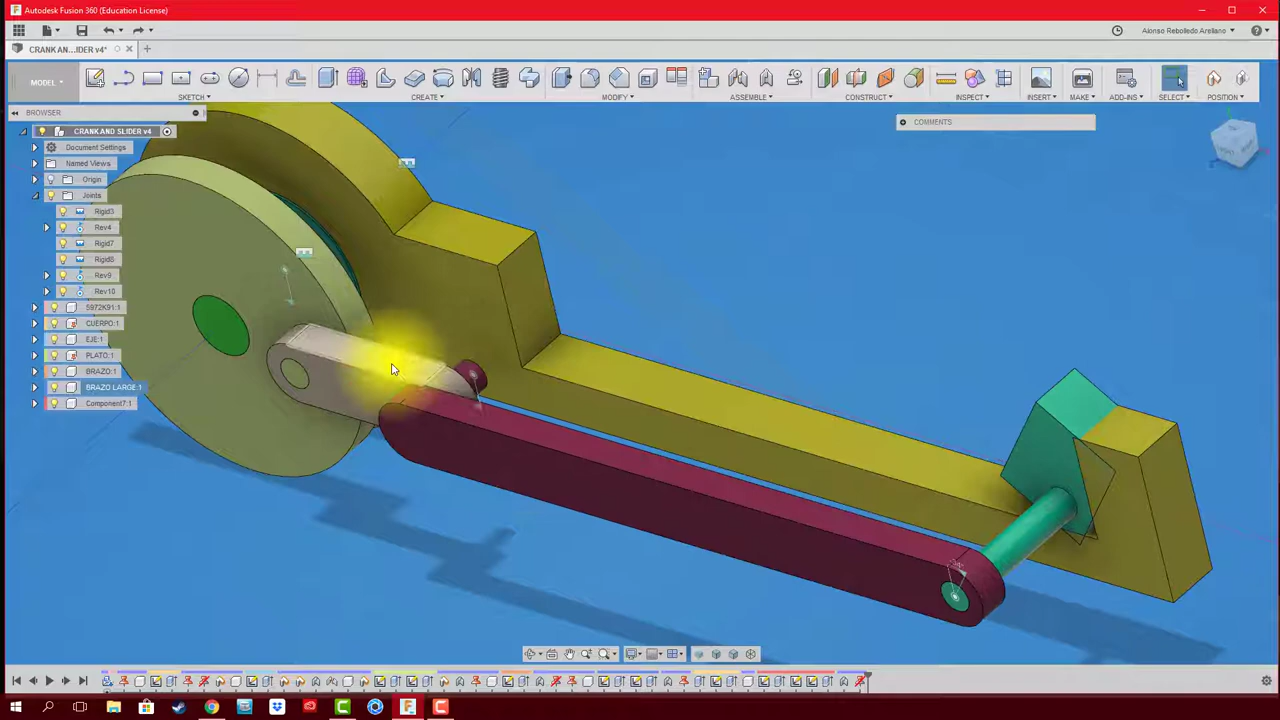 Autodesk Fusion 360 (Education License)
Alonso Rebolledo Arellano
CRANK AN...IDER v4*
MODEL
SKETCH
CREATE
MODIFY
ASSEMBLE
CONSTRUCT
INSPECT
INSERT
MAKE
ADD-INS
SELECT
POSITION
BROWSER
COMMENTS
CRANK AND SLIDER v4
Document Settings
Named Views
Origin
Joints
Rigid3
Rev4
Rigid7
Rigid8
Rev9
Rev10
5972K91:1
CUERPO:1
EJE:1
PLATO:1
BRAZO:1
BRAZO LARGE:1
Component7:1